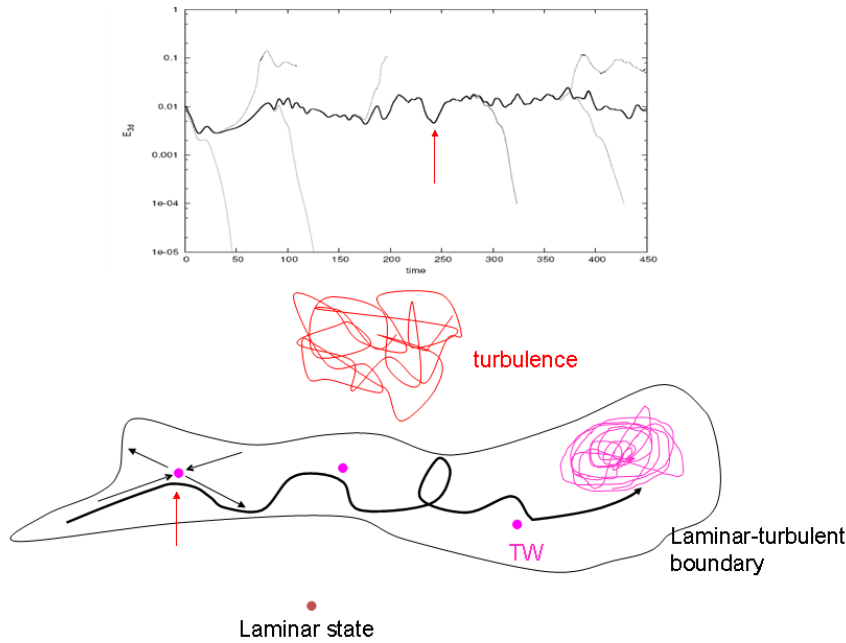 1
0.1
0.01
0.001
1e-04
1e-05
E3d
0 50 100 150 200 250 300 350 400 450
time
turbulence
TW
Laminar-turbulent
boundary
Laminar state